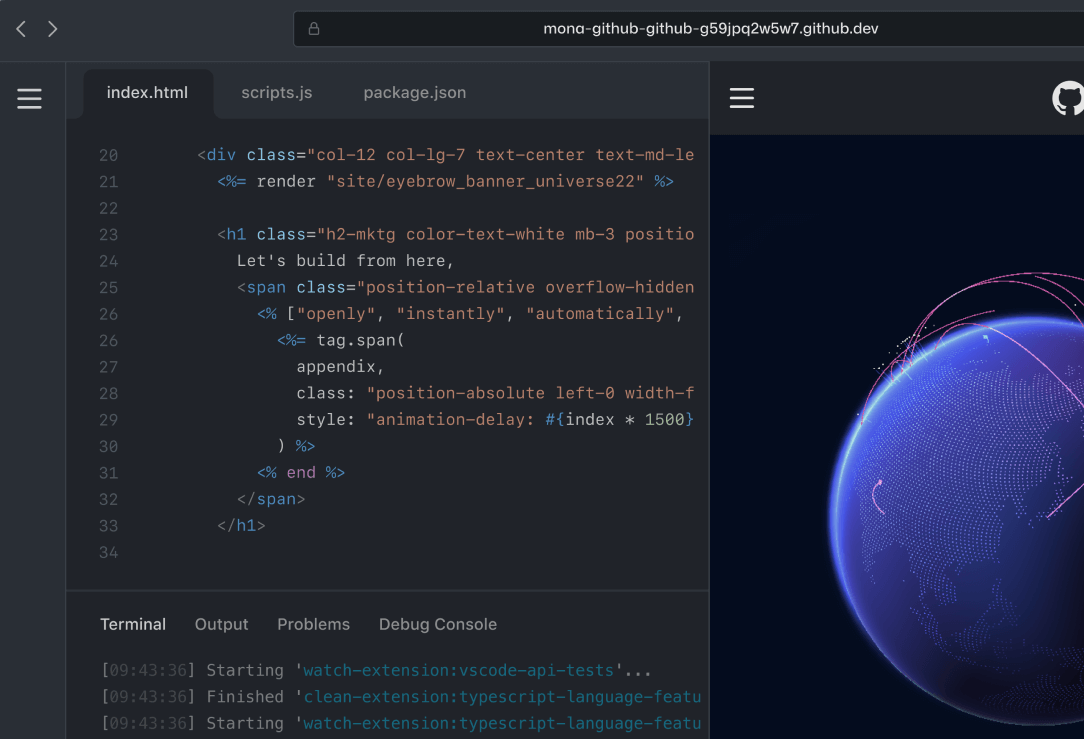 mona-github-github-g59jpq2w5w7.github.dev
index.html scripts.js package.json
20 <div class="col-12 col-lg-7 text-center text-md-le
21 <%= render "site/eyebrow_banner_universe22" %>
22
23 <h1 class="h2-mktg color-text-white mb-3 positio
24 Let's build from here,
25 <span class="position-relative overflow-hidden
26 <% ["openly", "instantly", "automatically",
26 <%= tag.span(
27 appendix,
28 class: "position-absolute left-0 width-f
29 style: "animation-delay: #{index * 1500}
30 ) %>
31 <% end %>
32 </span>
33 </h1>
34
Terminal Output Problems Debug Console
[09:43:36] Starting 'watch-extension:vscode-api-tests'...
[09:43:36] Finished 'clean-extension:typescript-language-featu
[09:43:36] Starting 'watch-extension:typescript-language-featu